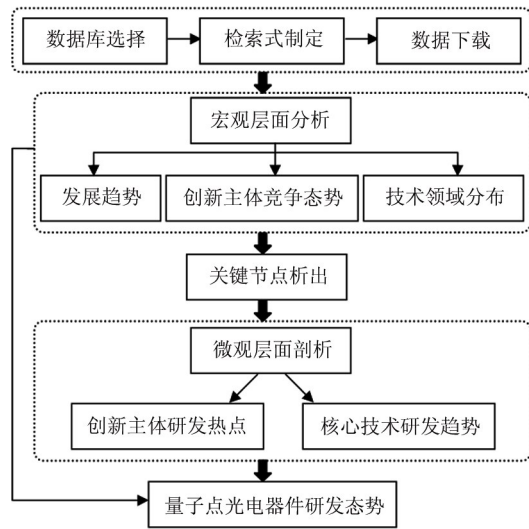 数据库选择
检索式制定
数据下载
宏观层面分析
发展趋势
创新主体竞争态势
技术领域分布
关键节点析出
微观层面剖析
创新主体研发热点
核心技术研发趋势
量子点光电器件研发态势